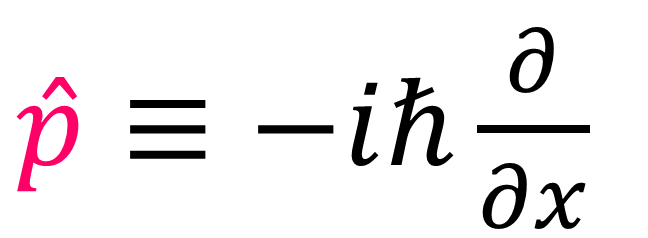 p̂ ≡ −iħ ∂/∂x